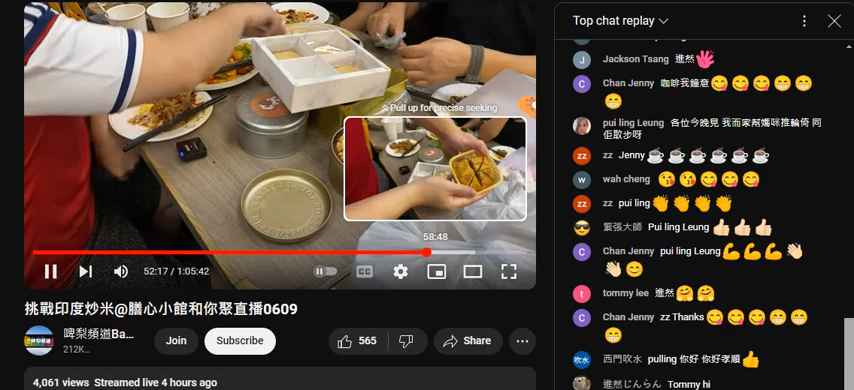 Pull up for precise seeking
58:48
52:17 / 1:05:42
CC
挑戰印度炒米@膳心小館和你聚直播0609
啤梨頻道Ba...
212K...
Join
Subscribe
565
Share
4,061 views Streamed live 4 hours ago
Top chat replay
Jackson Tsang 進然👋
Chan Jenny 咖啡我鐘意😋😋😋😁😁
😁
pui ling Leung 各位今晚見 我而家幫媽咪推輪倚 同
佢散步呀
zz Jenny☕☕☕☕☕☕
wah cheng 😘😘😋😋😋
zz pui ling👏👏👏👏
緊張大師 Pui ling Leung👍🏻👍🏻👍🏻
Chan Jenny pui ling Leung💪💪💪👋🏻
👋🏻😊
tommy lee 進然🤗🤗
Chan Jenny zz Thanks😋😋😋😁😁
😁
西門吹水 pulling 你好 你好孝順👍
進然じんらん Tommy hi